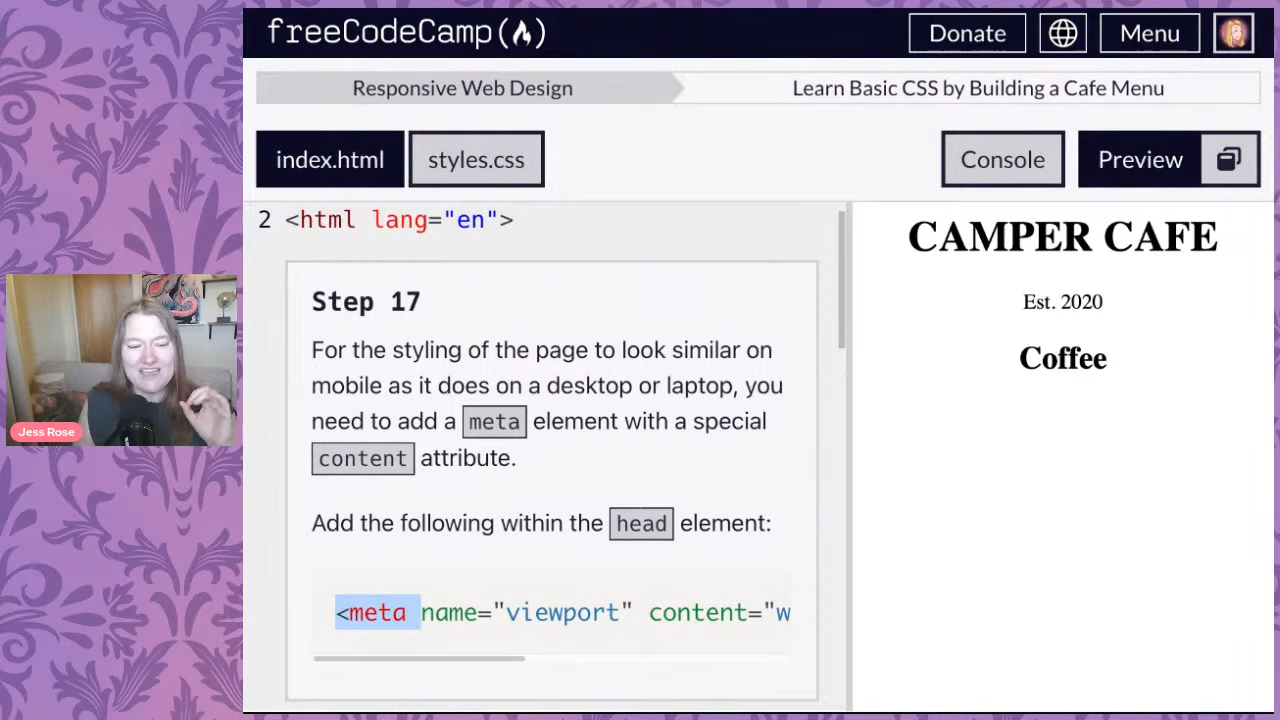 freeCodeCamp
Donate
Menu
Responsive Web Design
Learn Basic CSS by Building a Cafe Menu
index.html
styles.css
Console
Preview
2 <html lang="en">
CAMPER CAFE
Est. 2020
Coffee
Step 17
For the styling of the page to look similar on
mobile as it does on a desktop or laptop, you
need to add a meta element with a special
content attribute.
Add the following within the head element:
<meta name="viewport" content="w
Jess Rose